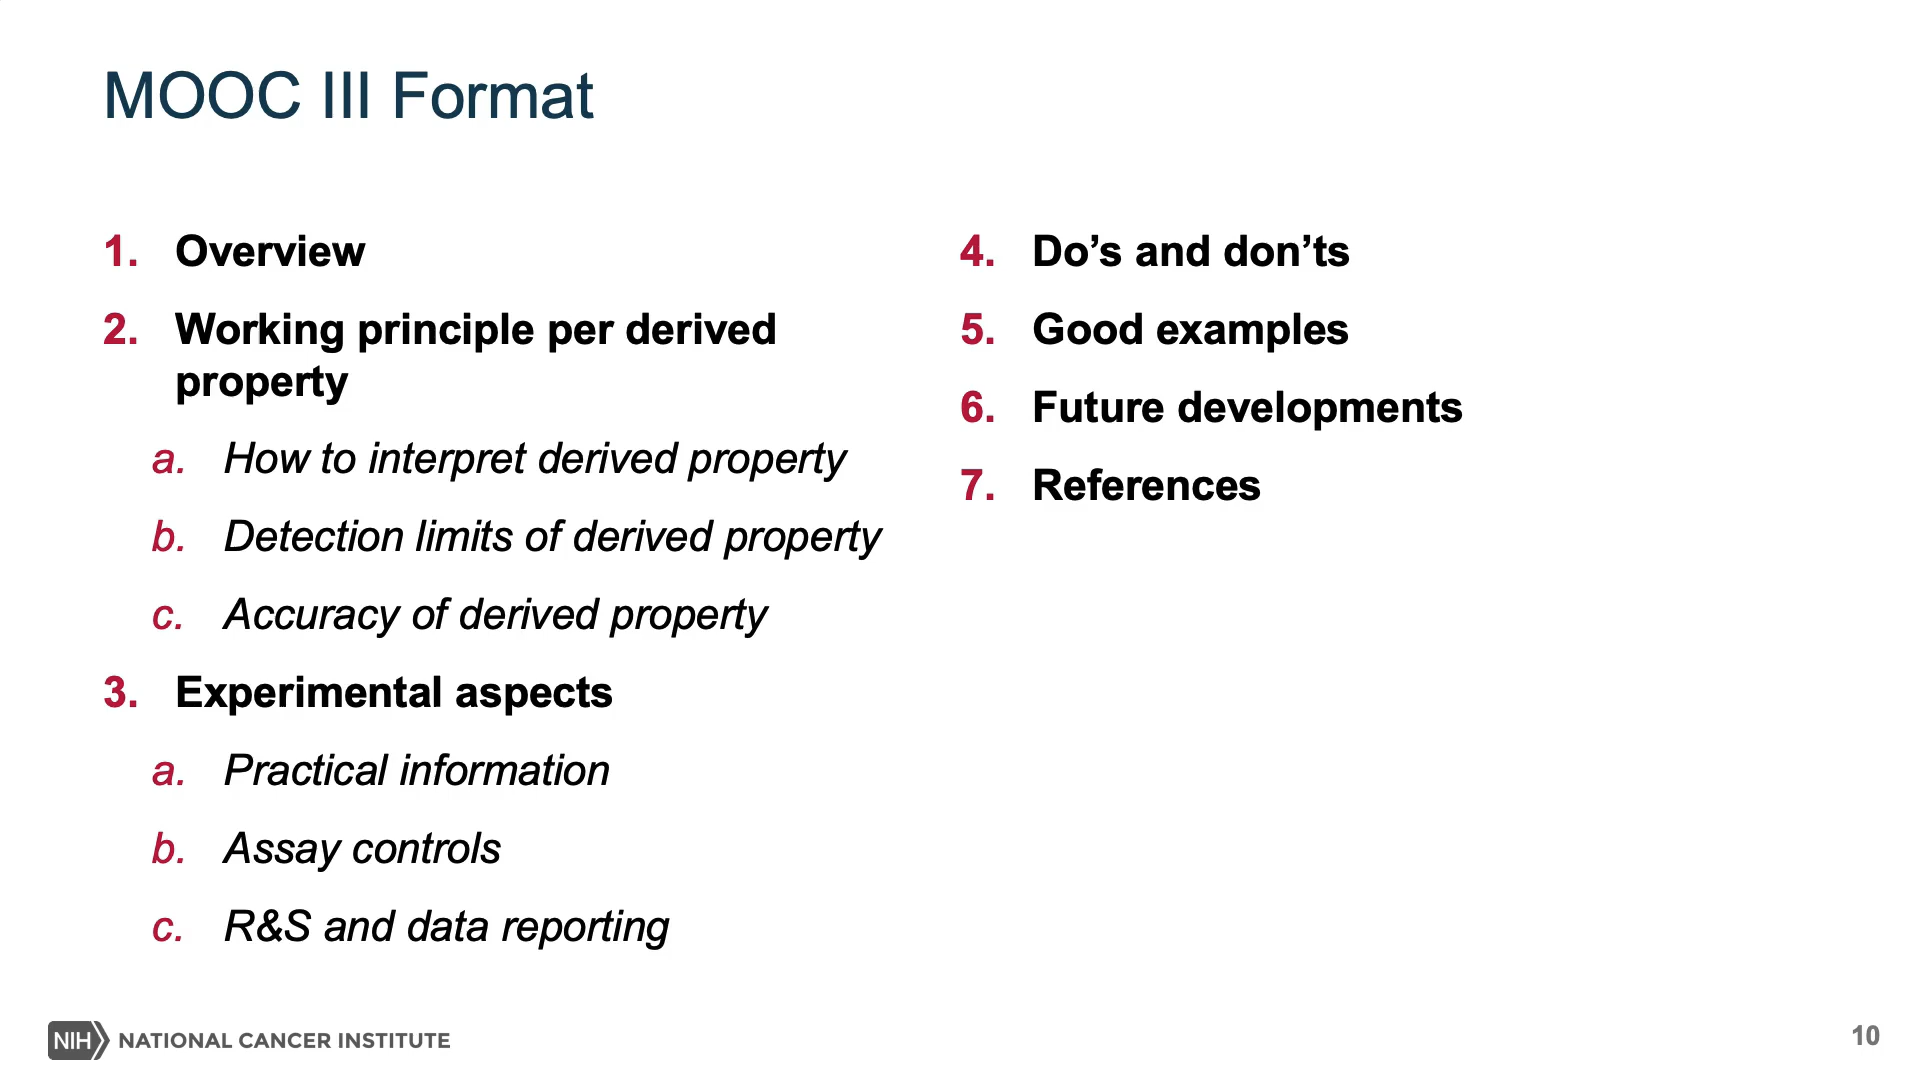 MOOC III Format
1. Overview
2. Working principle per derived
property
a. How to interpret derived property
b. Detection limits of derived property
c. Accuracy of derived property
3. Experimental aspects
a. Practical information
b. Assay controls
c. R&S and data reporting
4. Do’s and don’ts
5. Good examples
6. Future developments
7. References
NIH NATIONAL CANCER INSTITUTE
10